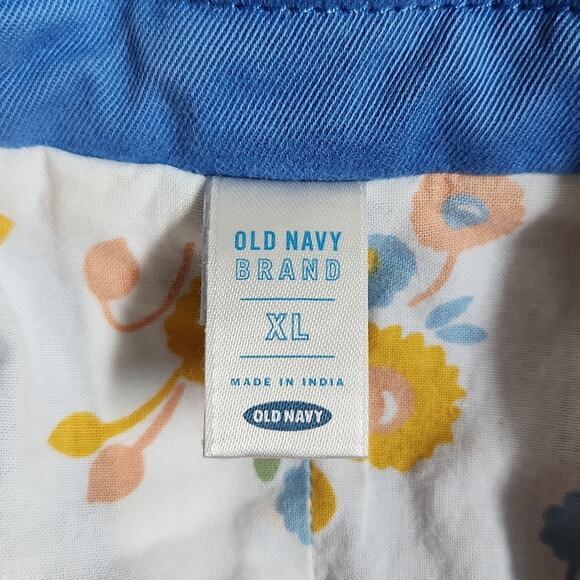 OLD NAVY
BRAND
XL
MADE IN INDIA
OLD NAVY